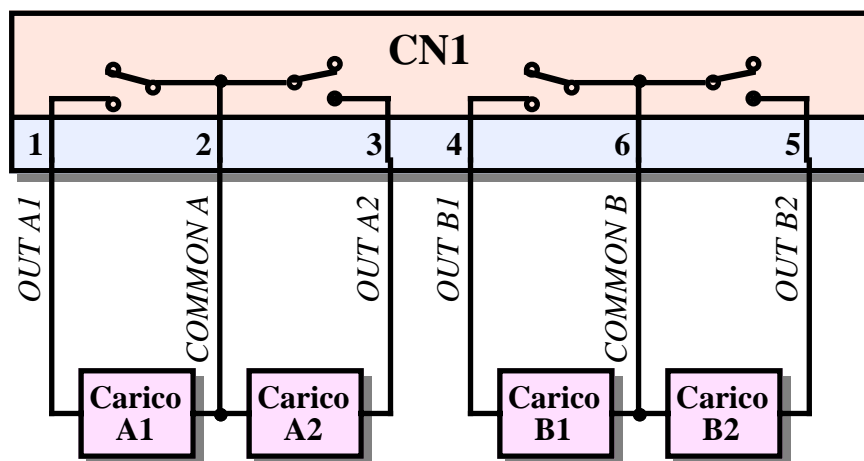 CN1
1 2 3 4 6 5
OUT A1
COMMON A
OUT A2
OUT B1
COMMON B
OUT B2
Carico
A1
Carico
A2
Carico
B1
Carico
B2